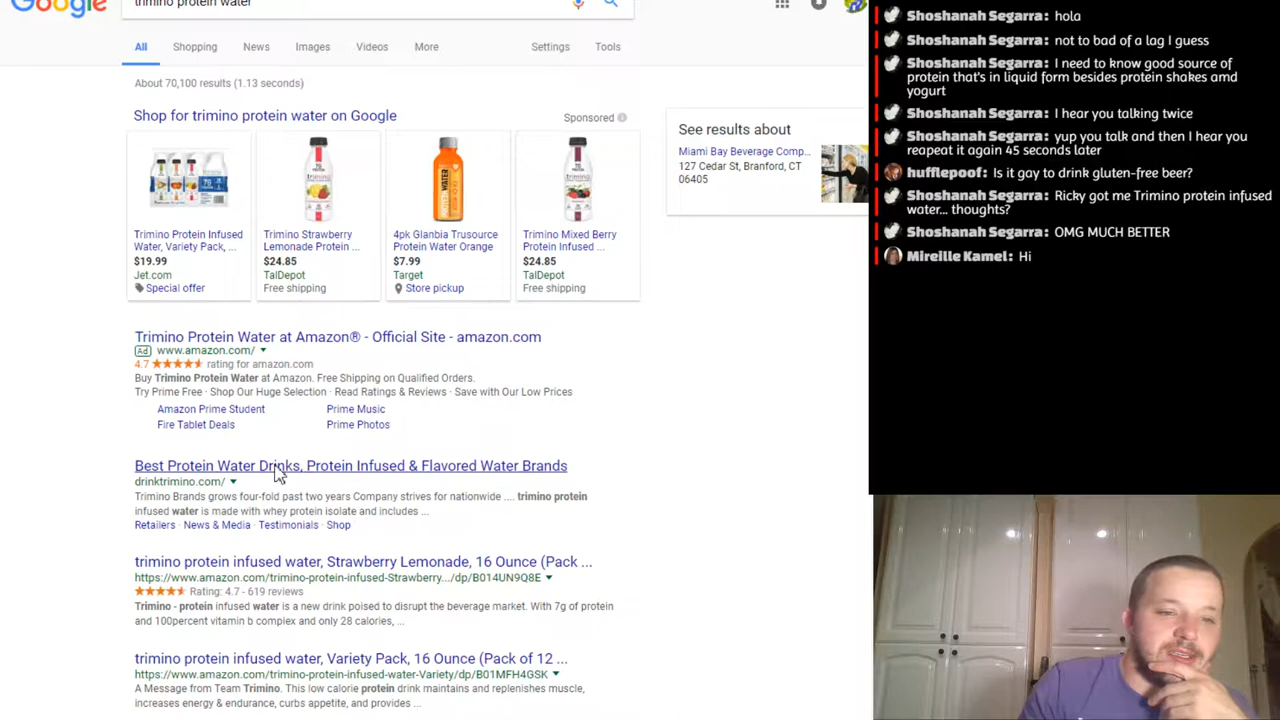 Google
trimino protein water
All Shopping News Images Videos More Settings Tools
About 70,100 results (1.13 seconds)
Shop for trimino protein water on Google
Sponsored
Trimino Protein Infused
Water, Variety Pack, ...
$19.99
Jet.com
Special offer
Trimino Strawberry
Lemonade Protein ...
$24.85
TalDepot
Free shipping
4pk Glanbia Trusource
Protein Water Orange
$7.99
Target
Store pickup
Trimino Mixed Berry
Protein Infused ...
$24.85
TalDepot
Free shipping
See results about
Miami Bay Beverage Comp...
127 Cedar St, Branford, CT
06405
Trimino Protein Water at Amazon® - Official Site - amazon.com
Ad www.amazon.com/
4.7 rating for amazon.com
Buy Trimino Protein Water at Amazon. Free Shipping on Qualified Orders.
Try Prime Free · Shop Our Huge Selection · Read Ratings & Reviews · Save with Our Low Prices
Amazon Prime Student Prime Music
Fire Tablet Deals Prime Photos
Best Protein Water Drinks, Protein Infused & Flavored Water Brands
drinktrimino.com/
Trimino Brands grows four-fold past two years Company strives for nationwide .... trimino protein
infused water is made with whey protein isolate and includes ...
Retailers · News & Media · Testimonials · Shop
trimino protein infused water, Strawberry Lemonade, 16 Ounce (Pack ...
https://www.amazon.com/trimino-protein-infused-Strawberry.../dp/B014UN9Q8E
Rating: 4.7 - 619 reviews
Trimino - protein infused water is a new drink poised to disrupt the beverage market. With 7g of protein
and 100percent vitamin b complex and only 28 calories, ...
trimino protein infused water, Variety Pack, 16 Ounce (Pack of 12 ...
https://www.amazon.com/trimino-protein-infused-water-Variety/dp/B01MFH4GSK
A Message from Team Trimino. This low calorie protein drink maintains and replenishes muscle,
increases energy & endurance, curbs appetite, and provides ...
Shoshanah Segarra: hola
Shoshanah Segarra: not to bad of a lag I guess
Shoshanah Segarra: I need to know good source of
protein that's in liquid form besides protein shakes amd
yogurt
Shoshanah Segarra: I hear you talking twice
Shoshanah Segarra: yup you talk and then I hear you
reapeat it again 45 seconds later
hufflepoof: Is it gay to drink gluten-free beer?
Shoshanah Segarra: Ricky got me Trimino protein infused
water... thoughts?
Shoshanah Segarra: OMG MUCH BETTER
Mireille Kamel: Hi